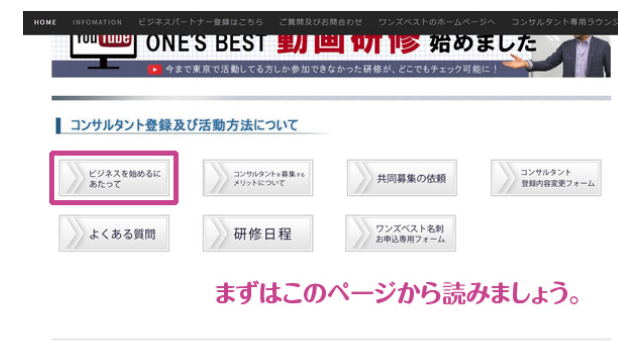 HOME INFOMATION ビジネスパートナー登録はこちら ご質問及びお問合わせ ワンズベストのホームページへ コンサルタント専用ラウンジ
YouTube ONE'S BEST 動画研修 始めました
今まで東京で活動してる方しか参加できなかった研修が、どこでもチェック可能に！
コンサルタント登録及び活動方法について
ビジネスを始めるに
あたって
コンサルタントを募集する
メリットについて
共同募集の依頼
コンサルタント
登録内容変更フォーム
よくある質問
研修日程
ワンズベスト名刺
お申込専用フォーム
まずはこのページから読みましょう。